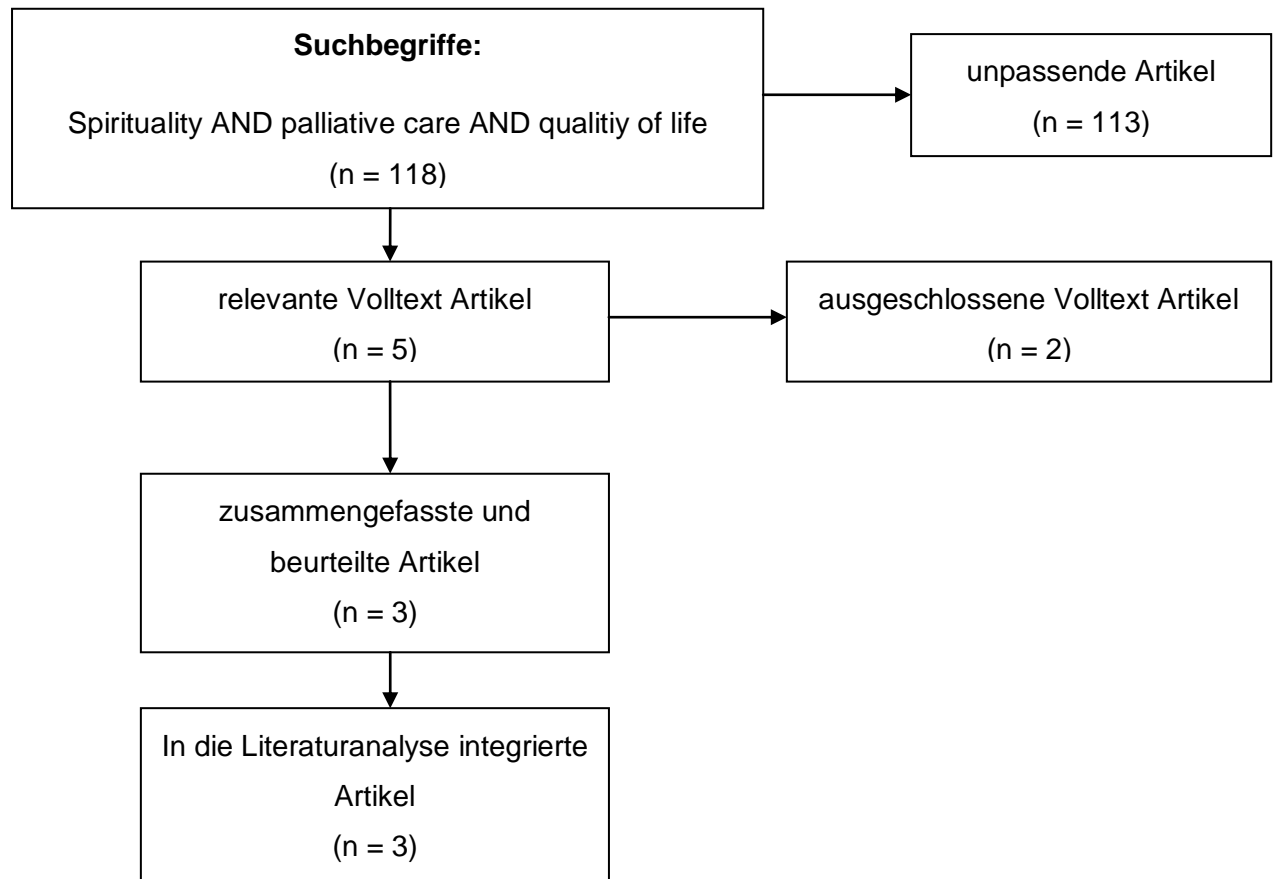 Suchbegriffe:
Spirituality AND palliative care AND qualitiy of life
(n = 118)
unpassende Artikel
(n = 113)
relevante Volltext Artikel
(n = 5)
ausgeschlossene Volltext Artikel
(n = 2)
zusammengefasste und
beurteilte Artikel
(n = 3)
In die Literaturanalyse integrierte
Artikel
(n = 3)